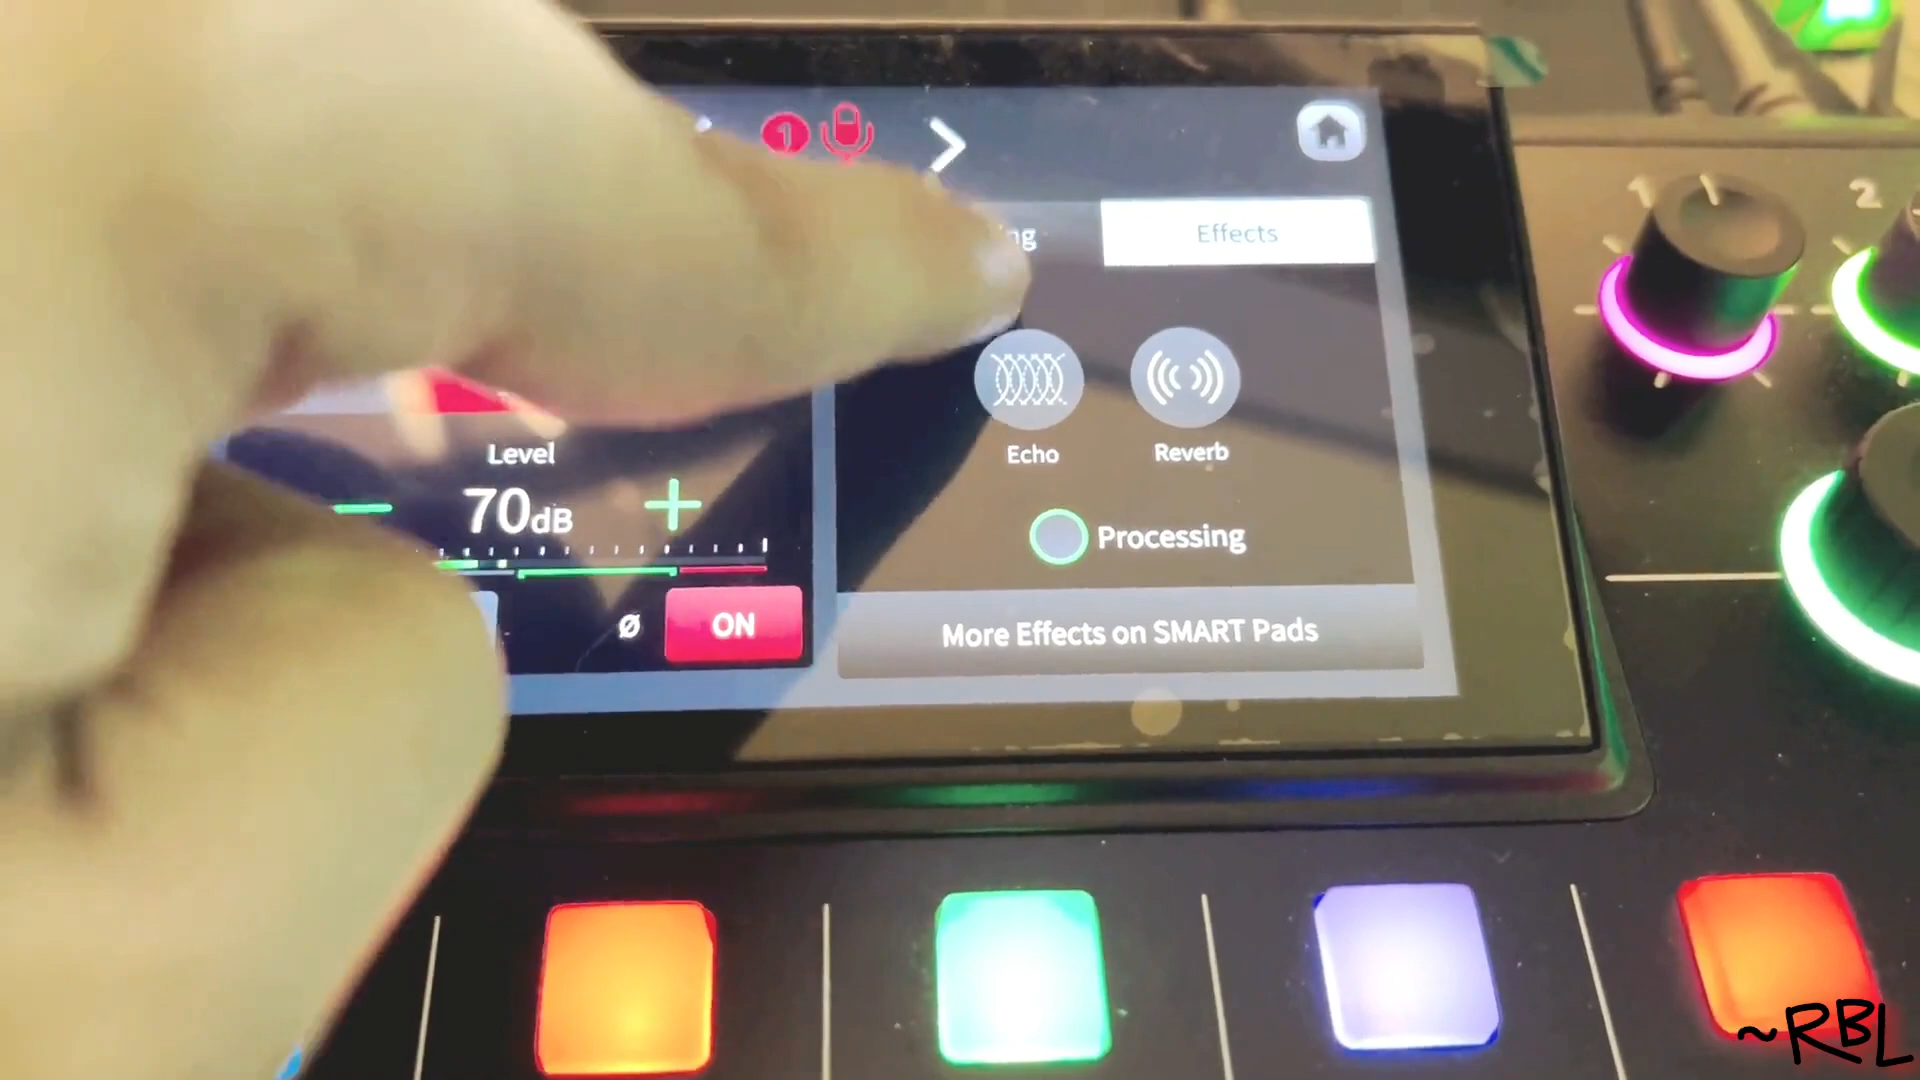 1
Effects
Level
70dB
Ø
ON
Echo
Reverb
Processing
More Effects on SMART Pads
1
2
~RBL